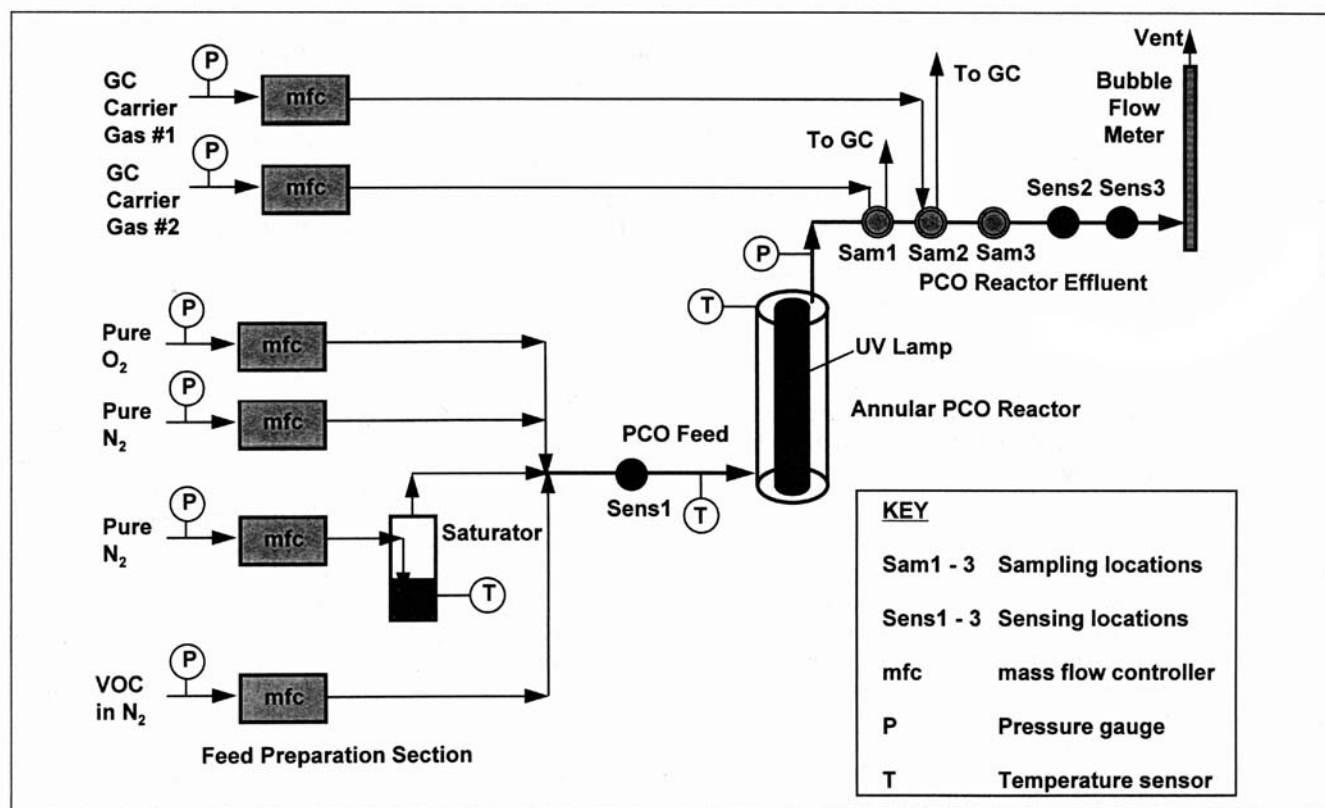 P
GC
Carrier
Gas #1
mfc
P
GC
Carrier
Gas #2
mfc
To GC
To GC
Vent
Bubble
Flow
Meter
Sens2 Sens3
Sam1
Sam2
Sam3
P
PCO Reactor Effluent
T
P
Pure
O2
mfc
UV Lamp
P
Pure
N2
mfc
Annular PCO Reactor
PCO Feed
Sens1
T
P
Pure
N2
mfc
Saturator
T
P
VOC
in N2
mfc
Feed Preparation Section
KEY
Sam1 - 3 Sampling locations
Sens1 - 3 Sensing locations
mfc mass flow controller
P Pressure gauge
T Temperature sensor